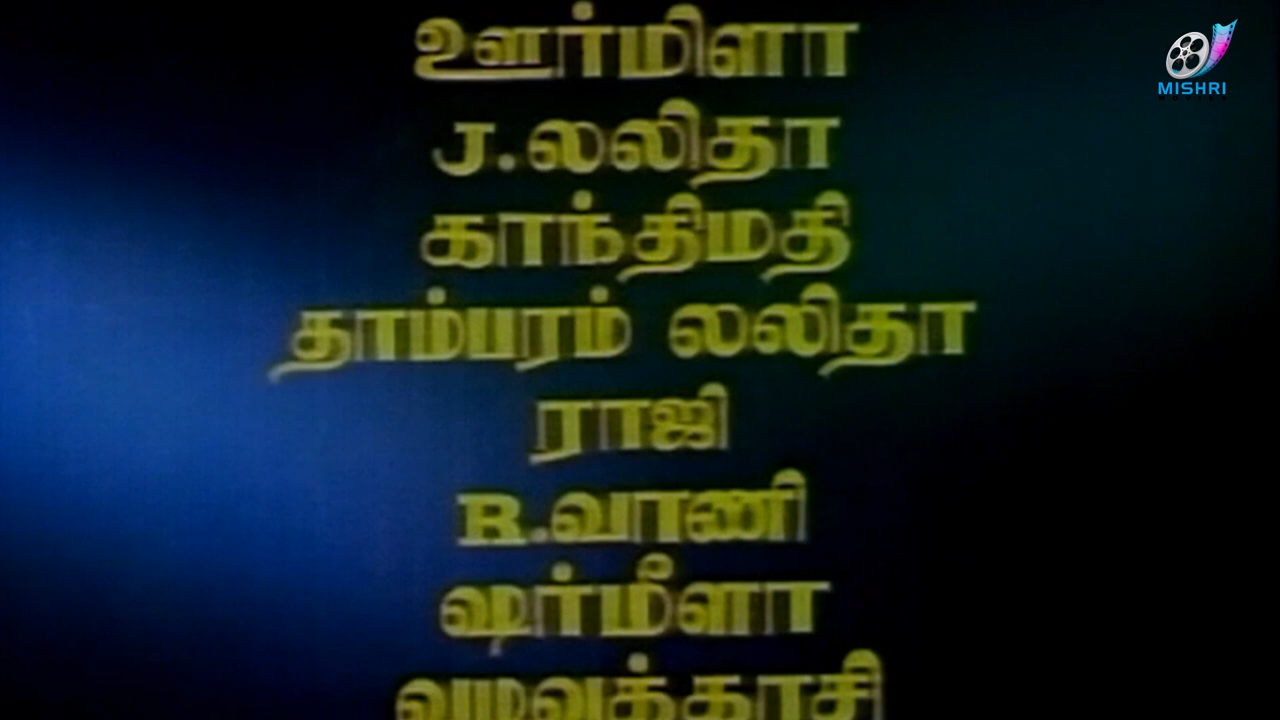 ஊர்மிளா
J.லலிதா
காந்திமதி
தாம்பரம் லலிதா
ராஜி
R.வாணி
ஷர்மீளா
MISHRI